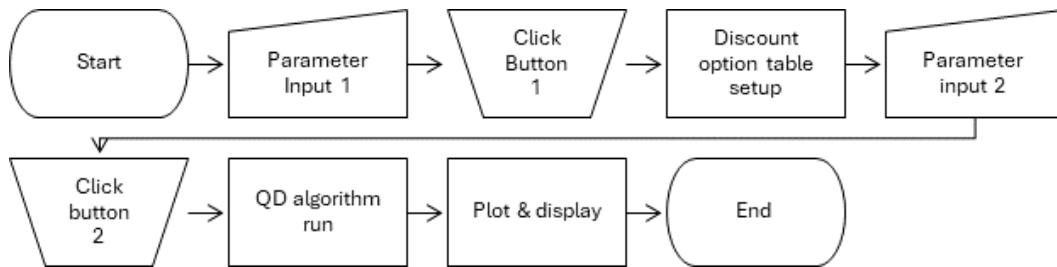 Start
Parameter
Input 1
Click
Button
1
Discount
option table
setup
Parameter
input 2
Click
button
2
QD algorithm
run
Plot & display
End